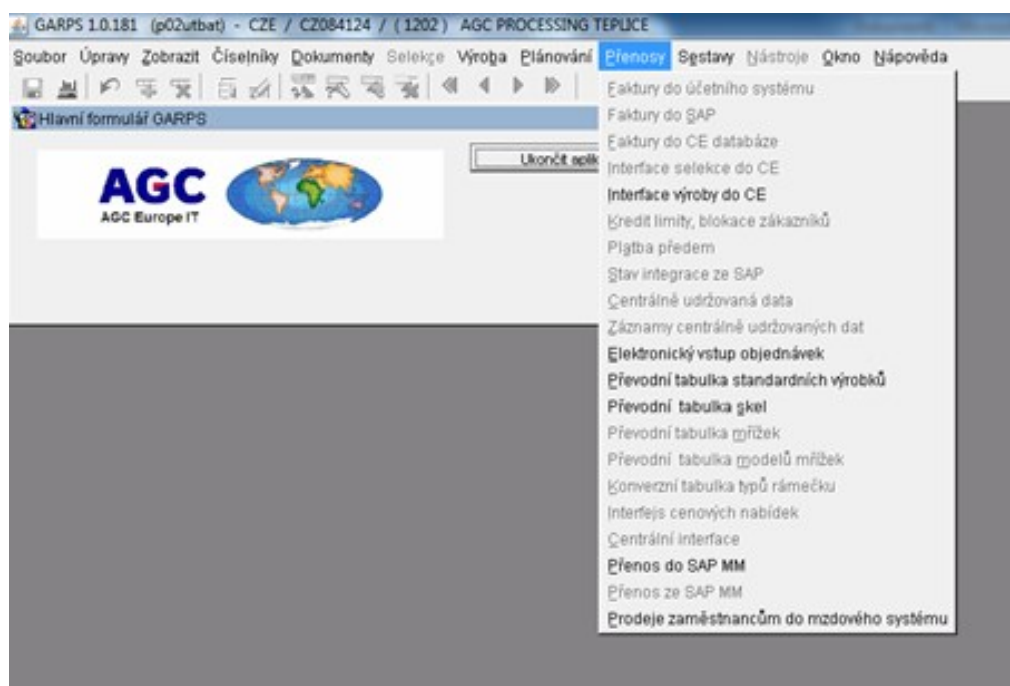 GARPS 1.0.181 (p02utbat) - CZE / CZ084124 / ( 1202 ) AGC PROCESSING TEPLICE
Soubor Úpravy Zobrazit Číselníky Dokumenty Selekce Výroba Plánování Přenosy Sestavy Nástroje Okno Nápověda
Hlavní formulář GARPS
Ukončit aplik
AGC
AGC Europe IT
Faktury do účetního systému
Faktury do SAP
Faktury do CE databáze
Interface selekce do CE
Interface výroby do CE
Kredit limity, blokace zákazníků
Platba předem
Stav integrace ze SAP
Centrálně udržovaná data
Záznamy centrálně udržovaných dat
Elektronický vstup objednávek
Převodní tabulka standardních výrobků
Převodní tabulka skel
Převodní tabulka mřížek
Převodní tabulka modelů mřížek
Konverzní tabulka typů rámečku
Interfejs cenových nabídek
Centrální interface
Přenos do SAP MM
Přenos ze SAP MM
Prodeje zaměstnancům do mzdového systému